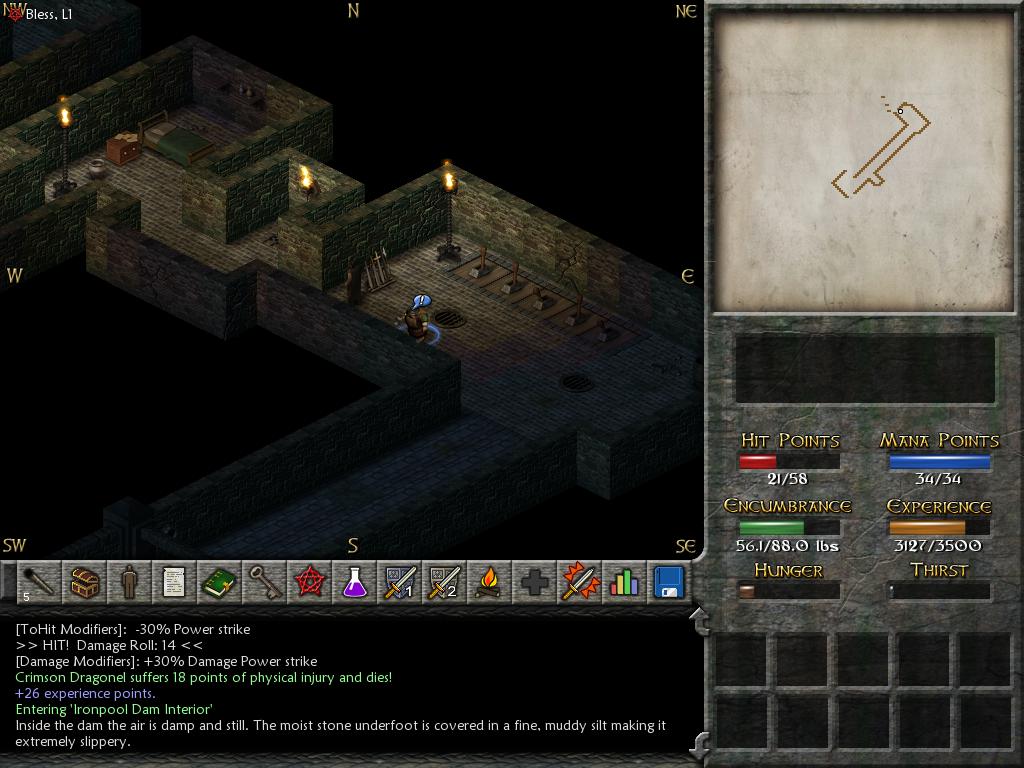 NW
Bless, L1
N
NE
W
E
SW
S
SE
Hit Points
Mana Points
21/58
34/34
Encumbrance
Experience
56.1/88.0 lbs
3127/3500
Hunger
Thirst
5
1
2
[ToHit Modifiers]: -30% Power strike
>> HIT! Damage Roll: 14 <<
[Damage Modifiers]: +30% Damage Power strike
Crimson Dragonel suffers 18 points of physical injury and dies!
+26 experience points.
Entering 'Ironpool Dam Interior'
Inside the dam the air is damp and still. The moist stone underfoot is covered in a fine, muddy silt making it
extremely slippery.